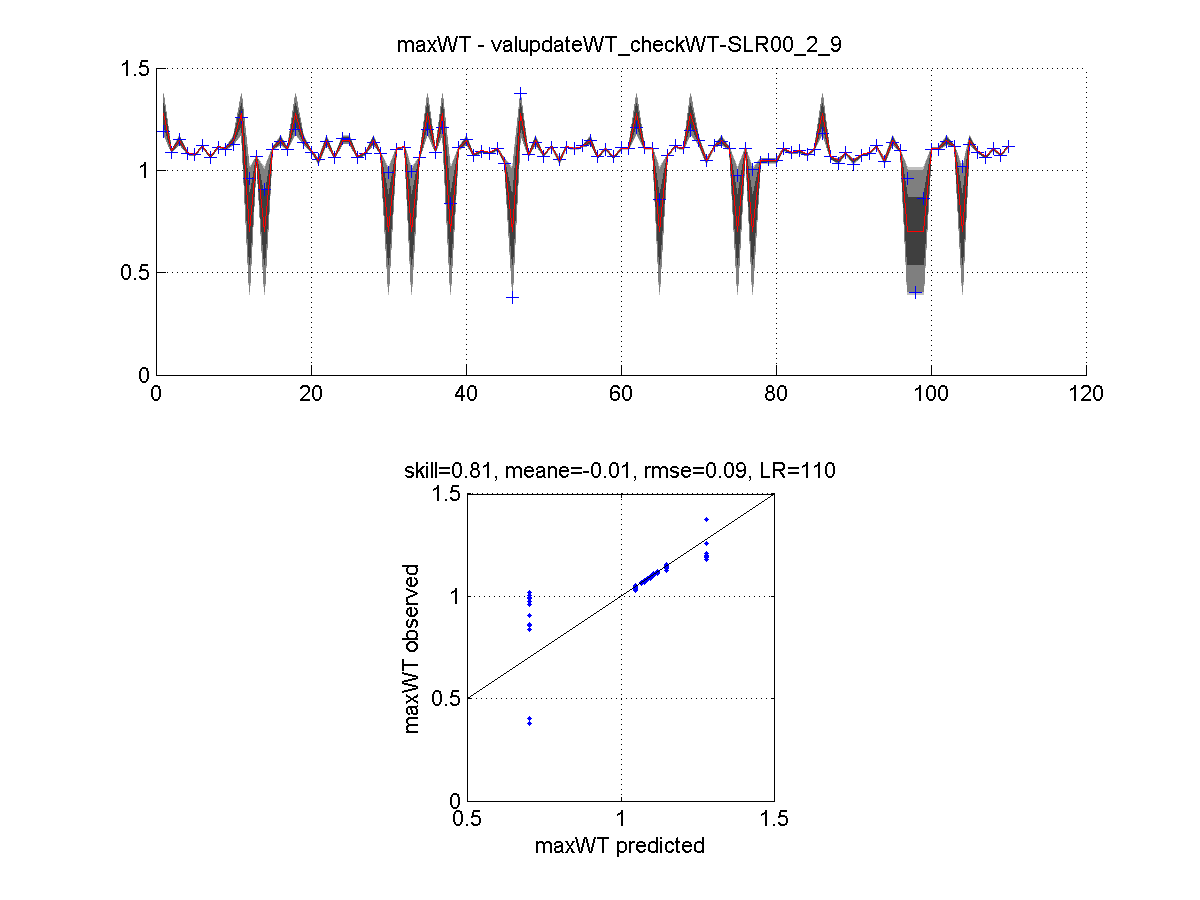 maxWT - valupdateWT_checkWT-SLR00_2_9
1.5
1
0.5
0
0 20 40 60 80 100 120
skill=0.81, meane=-0.01, rmse=0.09, LR=110
1.5
1
0.5
0
maxWT observed
0.5 1 1.5
maxWT predicted